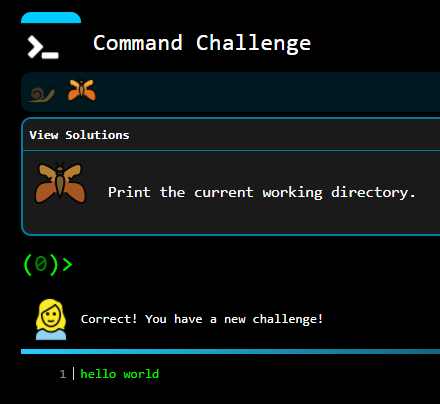 Command Challenge
View Solutions
Print the current working directory.
(0)>
Correct! You have a new challenge!
1 hello world